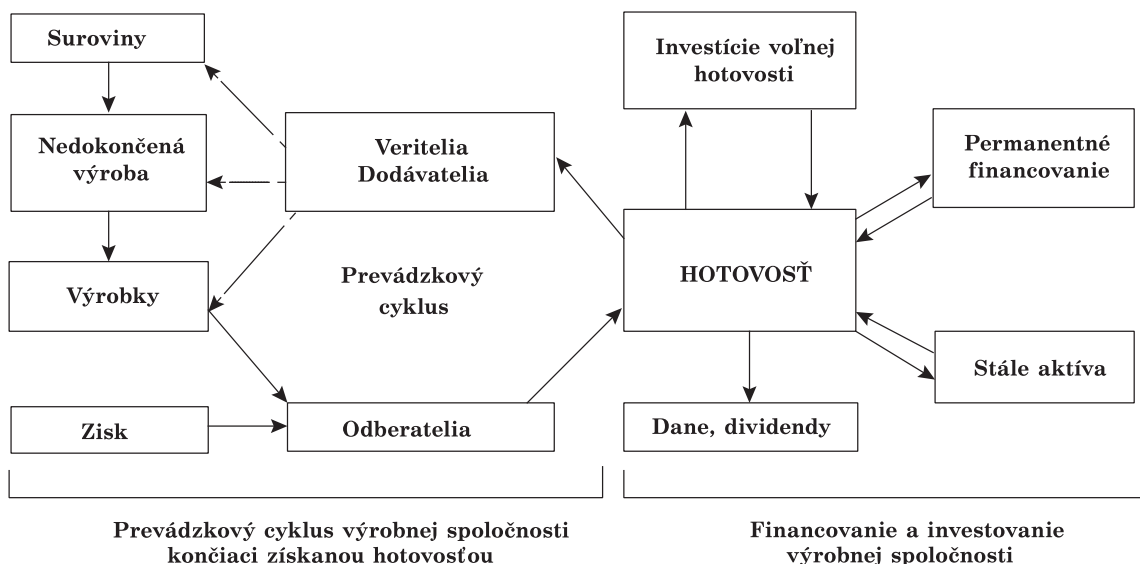 Suroviny
Nedokončená
výroba
Výrobky
Zisk
Veritelia
Dodávatelia
Prevádzkový
cyklus
Odberatelia
Investície voľnej
hotovosti
HOTOVOSŤ
Dane, dividendy
Permanentné
financovanie
Stále aktíva
Prevádzkový cyklus výrobnej spoločnosti
končiaci získanou hotovosťou
Financovanie a investovanie
výrobnej spoločnosti